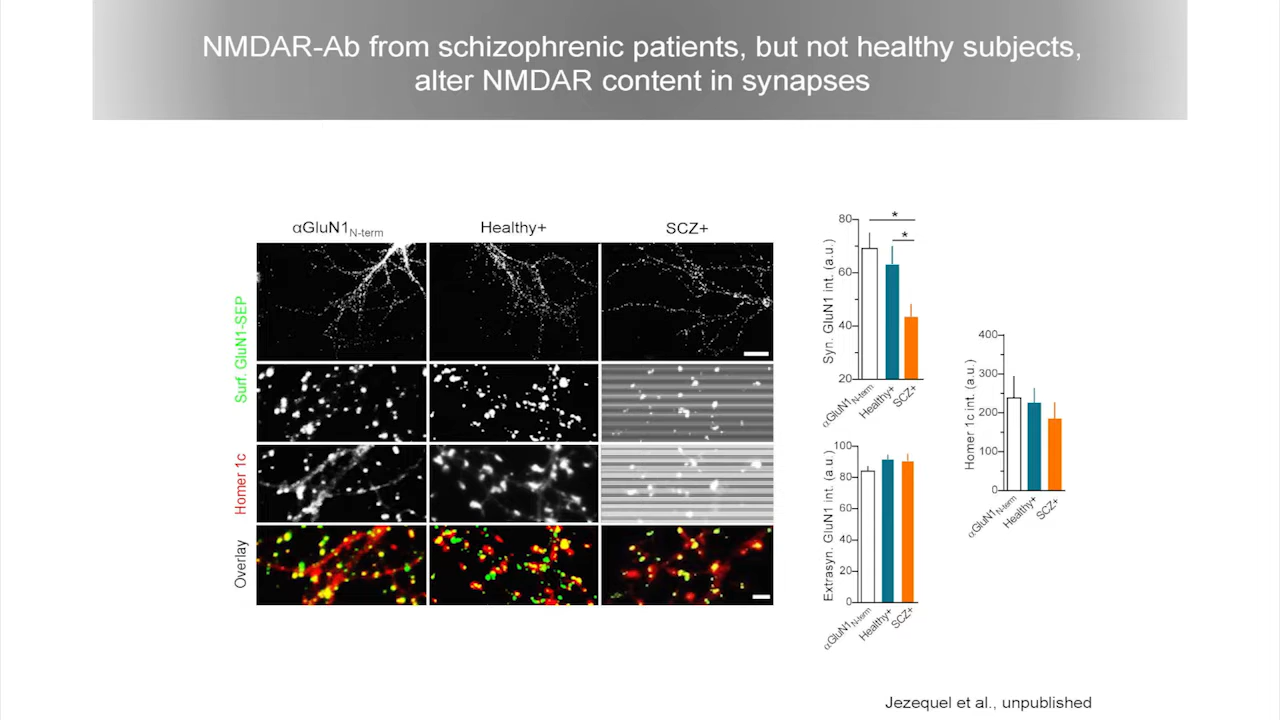 NMDAR-Ab from schizophrenic patients, but not healthy subjects,
alter NMDAR content in synapses
αGluN1N-term
Healthy+
SCZ+
Surf. GluN1-SEP
Homer 1c
Overlay
Syn. GluN1 int. (a.u.)
80
60
40
20
*
*
αGluN1N-term
Healthy+
SCZ+
Extrasyn. GluN1 int. (a.u.)
100
80
60
40
20
0
αGluN1N-term
Healthy+
SCZ+
Homer 1c int. (a.u.)
400
300
200
100
0
αGluN1N-term
Healthy+
SCZ+
Jezequel et al., unpublished